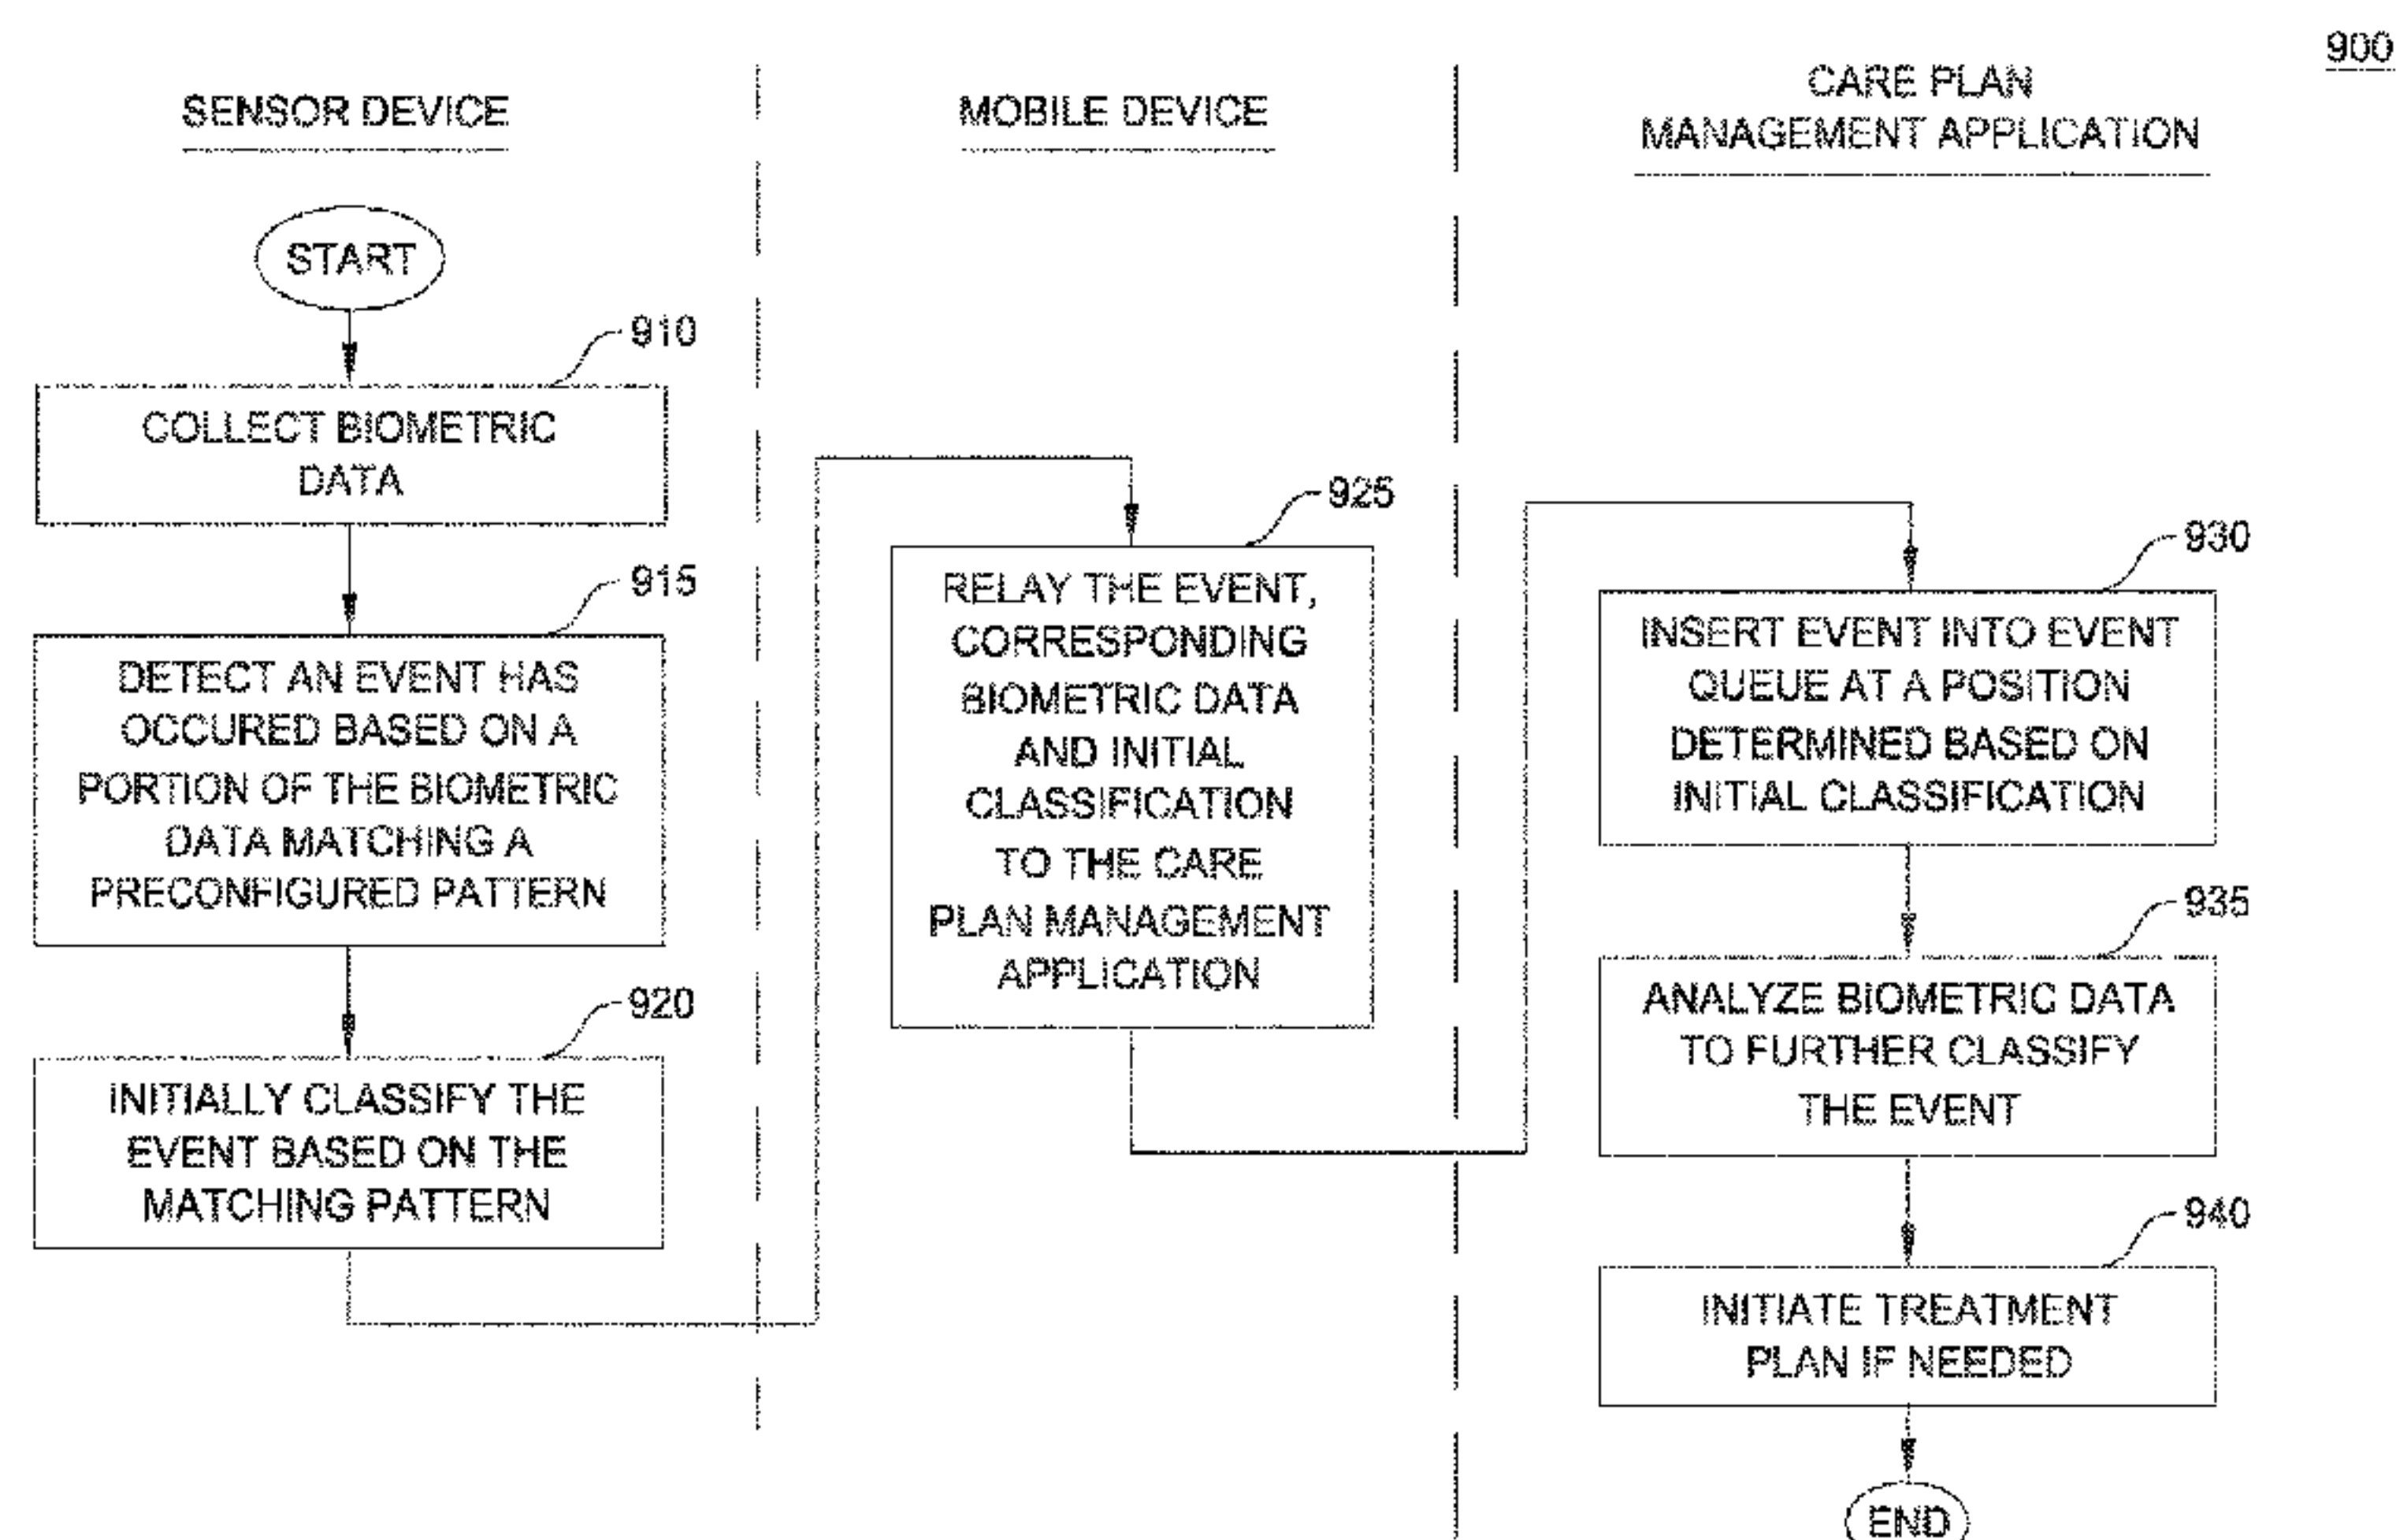 900
SENSOR DEVICE
MOBILE DEVICE
CARE PLAN
MANAGEMENT APPLICATION
START
910
COLLECT BIOMETRIC
DATA
915
DETECT AN EVENT HAS
OCCURED BASED ON A
PORTION OF THE BIOMETRIC
DATA MATCHING A
PRECONFIGURED PATTERN
920
INITIALLY CLASSIFY THE
EVENT BASED ON THE
MATCHING PATTERN
925
RELAY THE EVENT,
CORRESPONDING
BIOMETRIC DATA
AND INITIAL
CLASSIFICATION
TO THE CARE
PLAN MANAGEMENT
APPLICATION
930
INSERT EVENT INTO EVENT
QUEUE AT A POSITION
DETERMINED BASED ON
INITIAL CLASSIFICATION
935
ANALYZE BIOMETRIC DATA
TO FURTHER CLASSIFY
THE EVENT
940
INITIATE TREATMENT
PLAN IF NEEDED
END